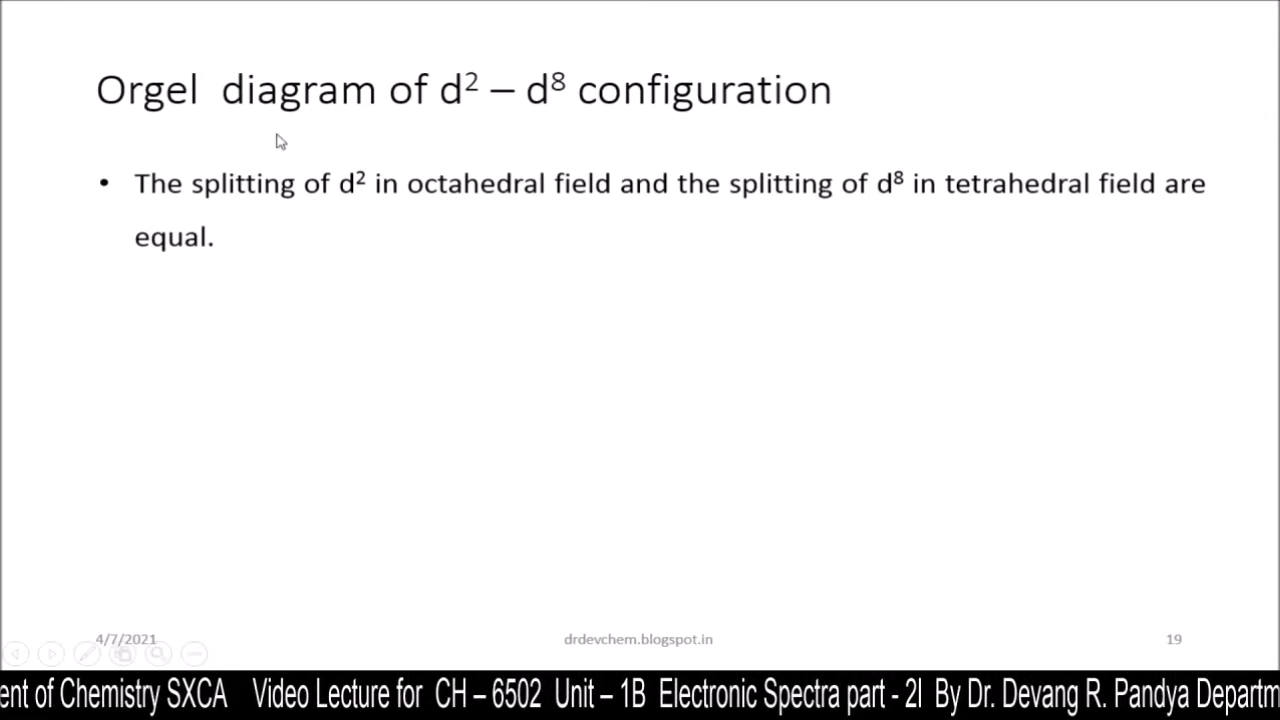 Orgel diagram of d² – d⁸ configuration
• The splitting of d² in octahedral field and the splitting of d⁸ in tetrahedral field are
equal.
4/7/2021 drdevchem.blogspot.in 19
ent of Chemistry SXCA Video Lecture for CH – 6502 Unit – 1B Electronic Spectra part - 2I By Dr. Devang R. Pandya Departm